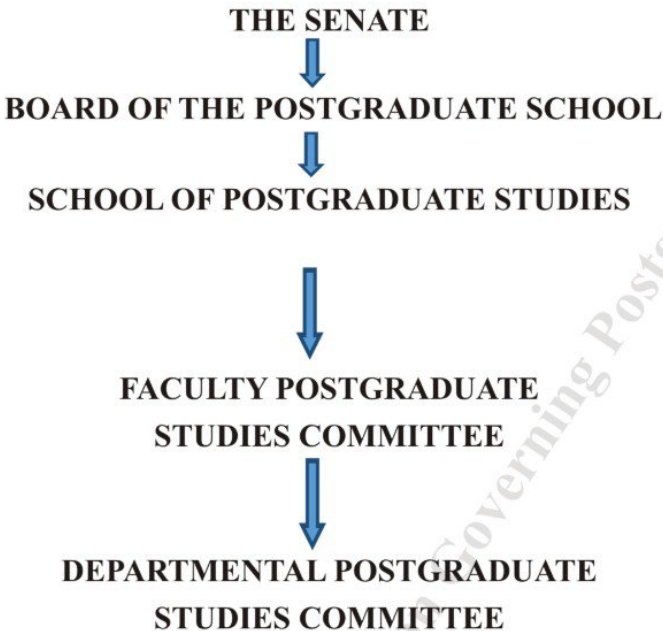 THE SENATE
BOARD OF THE POSTGRADUATE SCHOOL
SCHOOL OF POSTGRADUATE STUDIES
FACULTY POSTGRADUATE
STUDIES COMMITTEE
DEPARTMENTAL POSTGRADUATE
STUDIES COMMITTEE
Governing